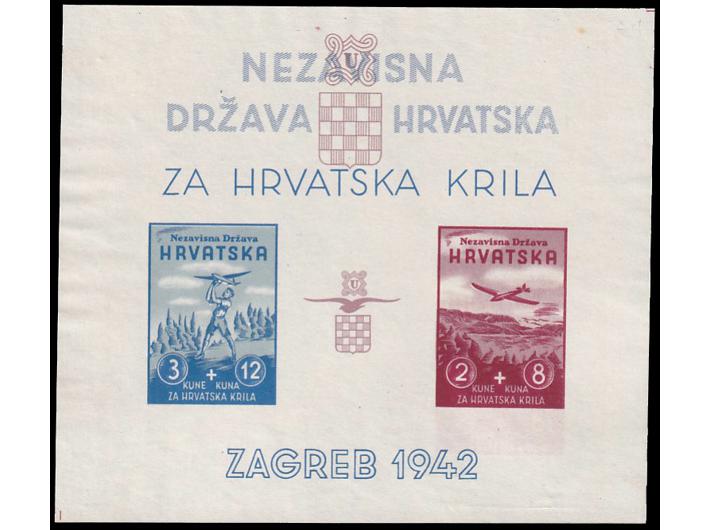 NEZAVISNA
U
DRŽAVA HRVATSKA
ZA HRVATSKA KRILA
Nezavisna Država
HRVATSKA
3 + 12
KUNE KUNA
ZA HRVATSKA KRILA
U
Nezavisna Država
HRVATSKA
2 + 8
KUNE KUNA
ZA HRVATSKA KRILA
ZAGREB 1942